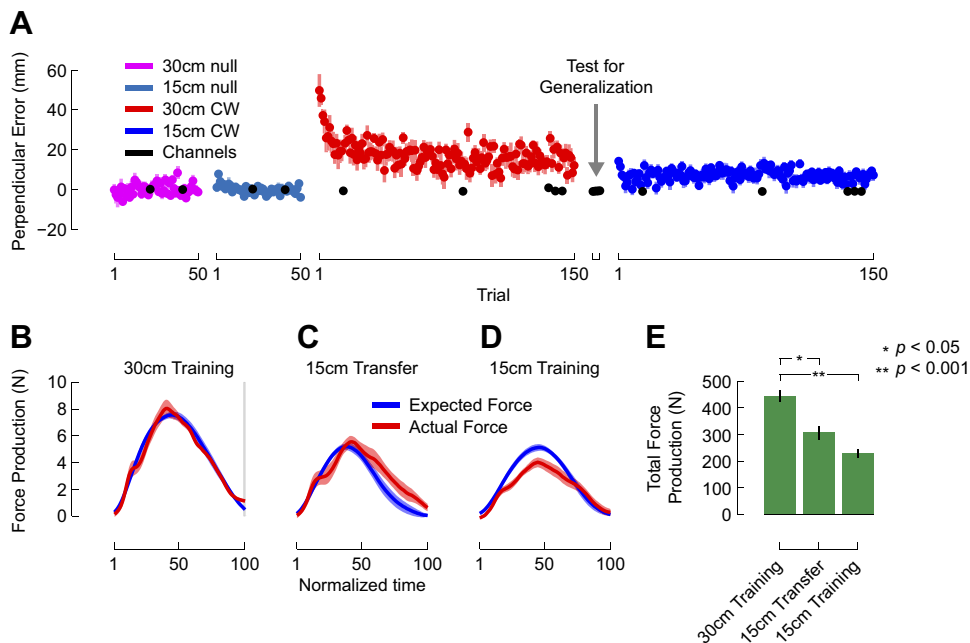 A
Perpendicular Error (mm)
60
40
20
0
−20
30cm null
15cm null
30cm CW
15cm CW
Channels
Test for
Generalization
1 50 1 50 1 150 1 150
Trial
B C D E
30cm Training 15cm Transfer 15cm Training
Force Production (N)
10
8
6
4
2
0
Expected Force
Actual Force
1 50 100 1 50 100 1 50 100
Normalized time
* p < 0.05
** p < 0.001
*
**
Total Force
Production (N)
500
400
300
200
100
0
30cm Training
15cm Transfer
15cm Training